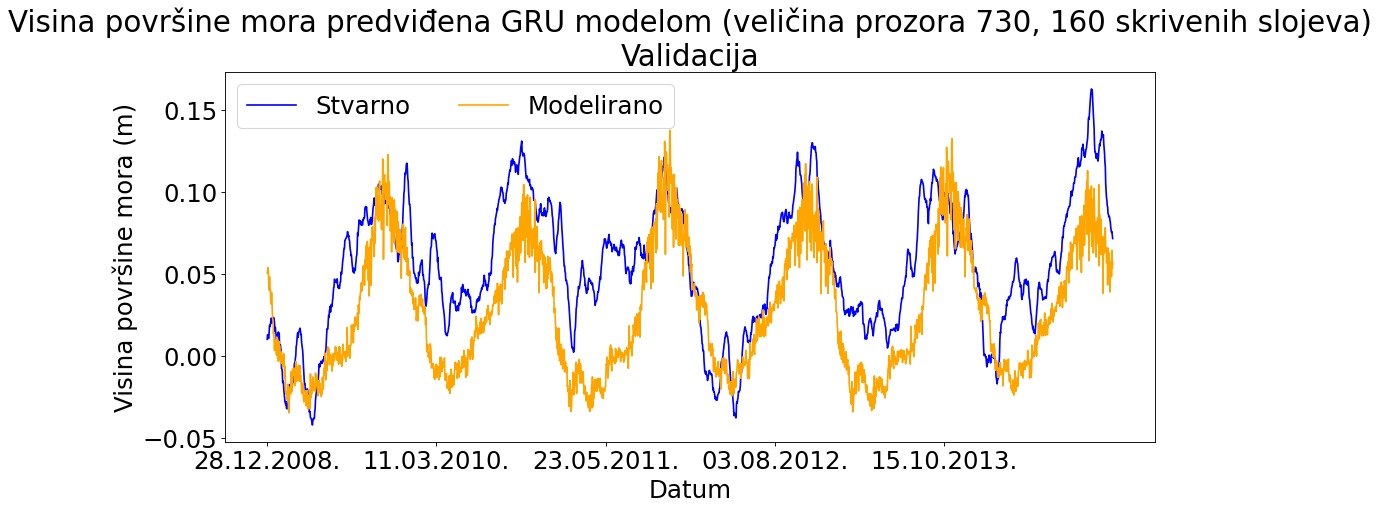 Visina površine mora predviđena GRU modelom (veličina prozora 730, 160 skrivenih slojeva)
Validacija
Stvarno
Modelirano
Visina površine mora (m)
0.15
0.10
0.05
0.00
−0.05
28.12.2008.
11.03.2010.
23.05.2011.
03.08.2012.
15.10.2013.
Datum